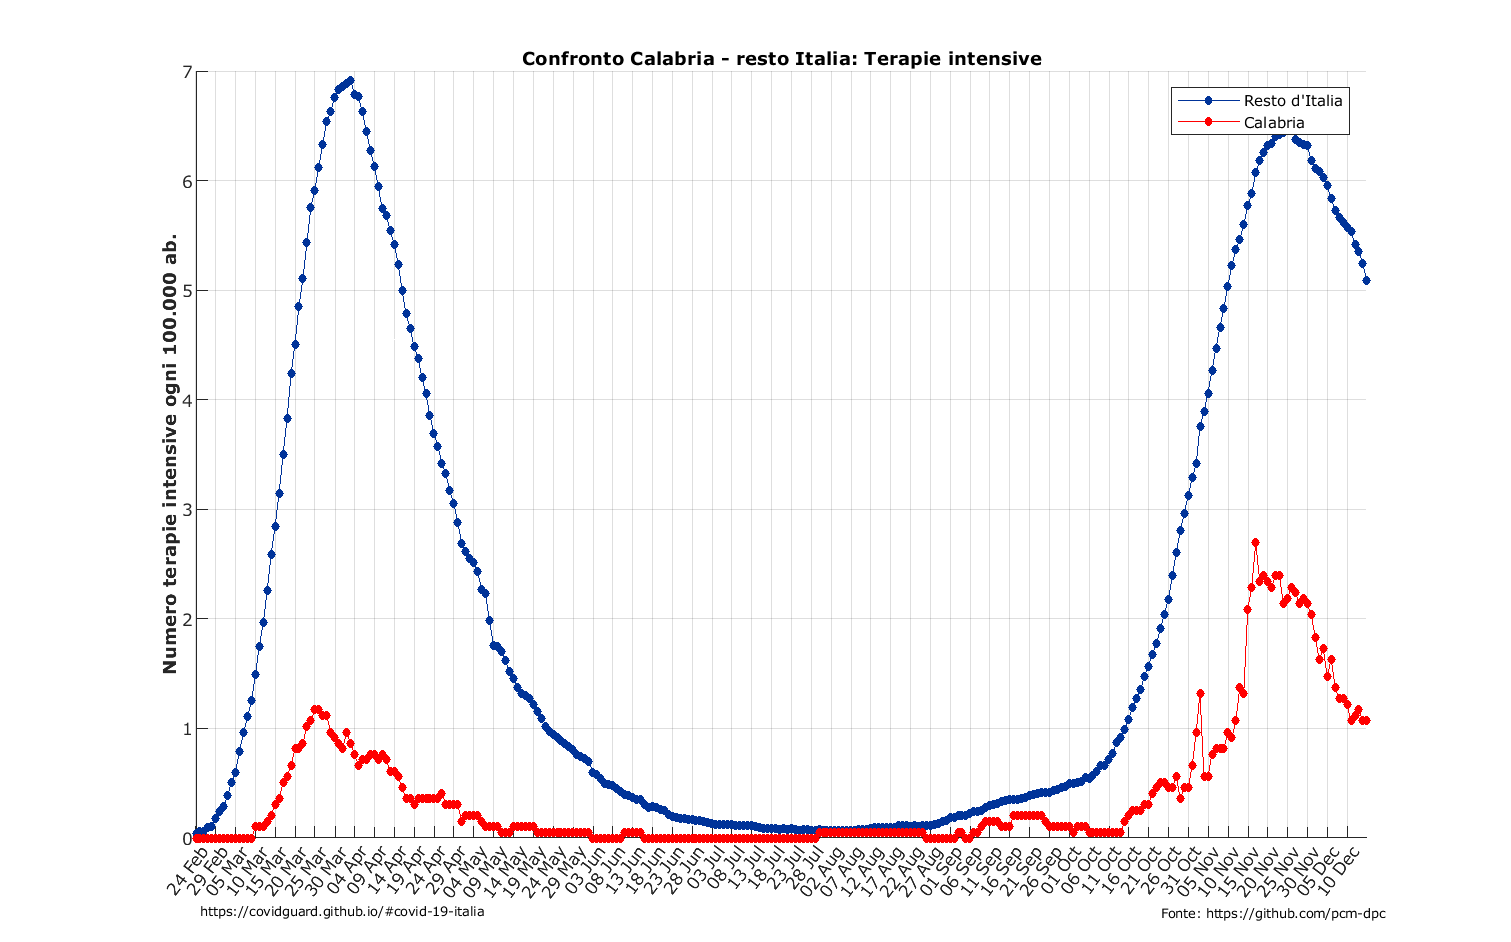 Confronto Calabria - resto Italia: Terapie intensive
Resto d'Italia
Calabria
Numero terapie intensive ogni 100.000 ab.
7
6
5
4
3
2
1
0
24 Feb
29 Feb
05 Mar
10 Mar
15 Mar
20 Mar
25 Mar
30 Mar
04 Apr
09 Apr
14 Apr
19 Apr
24 Apr
29 Apr
04 May
09 May
14 May
19 May
24 May
29 May
03 Jun
08 Jun
13 Jun
18 Jun
23 Jun
28 Jun
03 Jul
08 Jul
13 Jul
18 Jul
23 Jul
28 Jul
02 Aug
07 Aug
12 Aug
17 Aug
22 Aug
27 Aug
01 Sep
06 Sep
11 Sep
16 Sep
21 Sep
26 Sep
01 Oct
06 Oct
11 Oct
16 Oct
21 Oct
26 Oct
31 Oct
05 Nov
10 Nov
15 Nov
20 Nov
25 Nov
30 Nov
05 Dec
10 Dec
https://covidguard.github.io/#covid-19-italia
Fonte: https://github.com/pcm-dpc